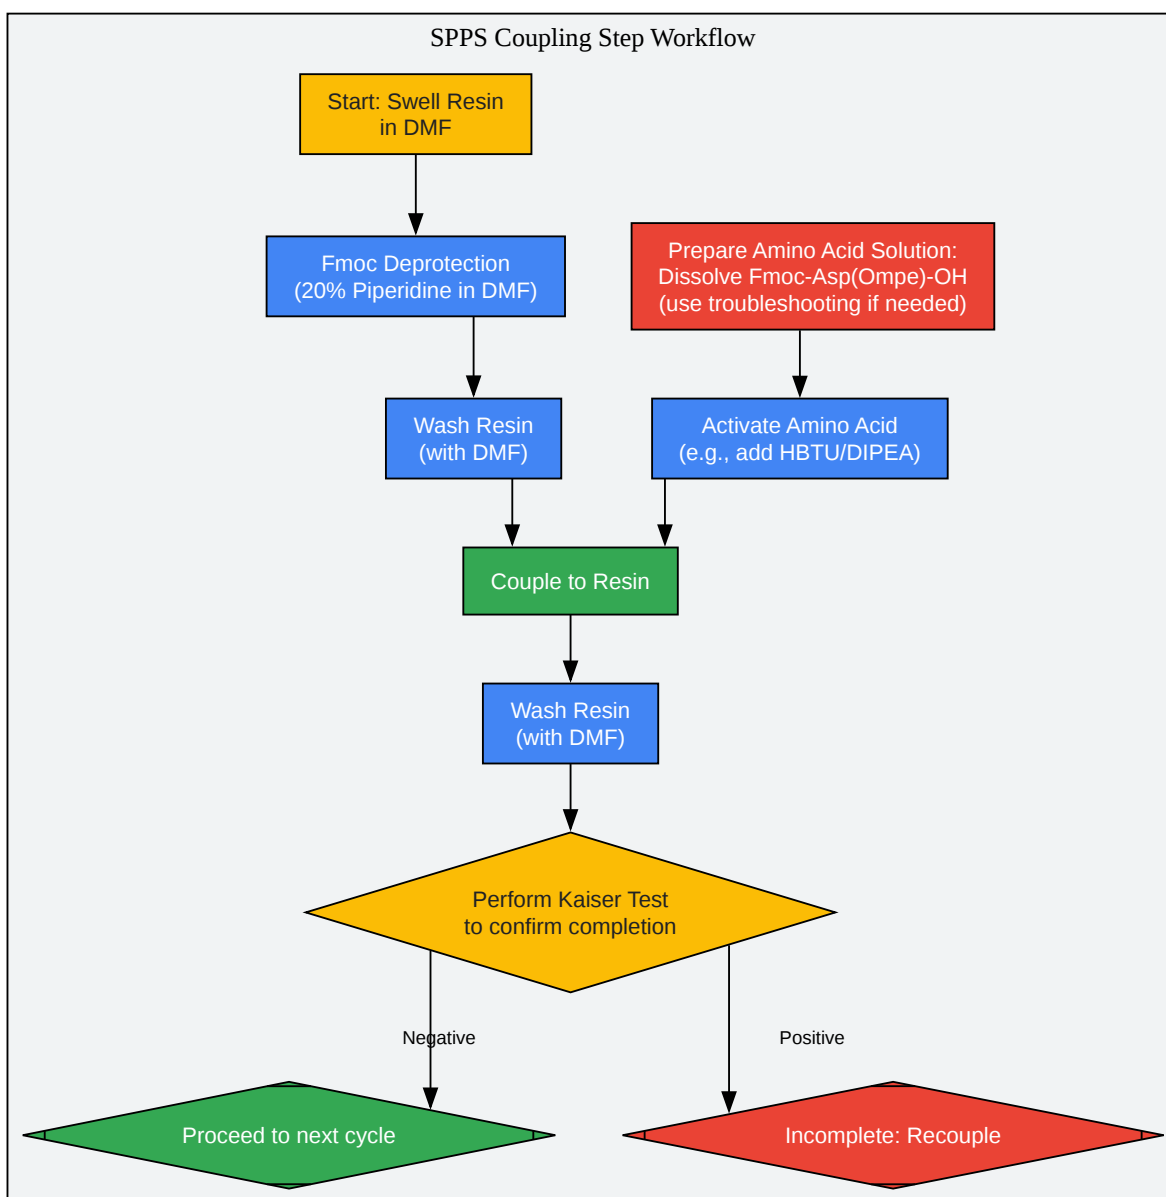 SPPS Coupling Step Workflow
Start: Swell Resin
in DMF
Fmoc Deprotection
(20% Piperidine in DMF)
Prepare Amino Acid Solution:
Dissolve Fmoc-Asp(Ompe)-OH
(use troubleshooting if needed)
Wash Resin
(with DMF)
Activate Amino Acid
(e.g., add HBTU/DIPEA)
Couple to Resin
Wash Resin
(with DMF)
Perform Kaiser Test
to confirm completion
Negative
Positive
Proceed to next cycle
Incomplete: Recouple